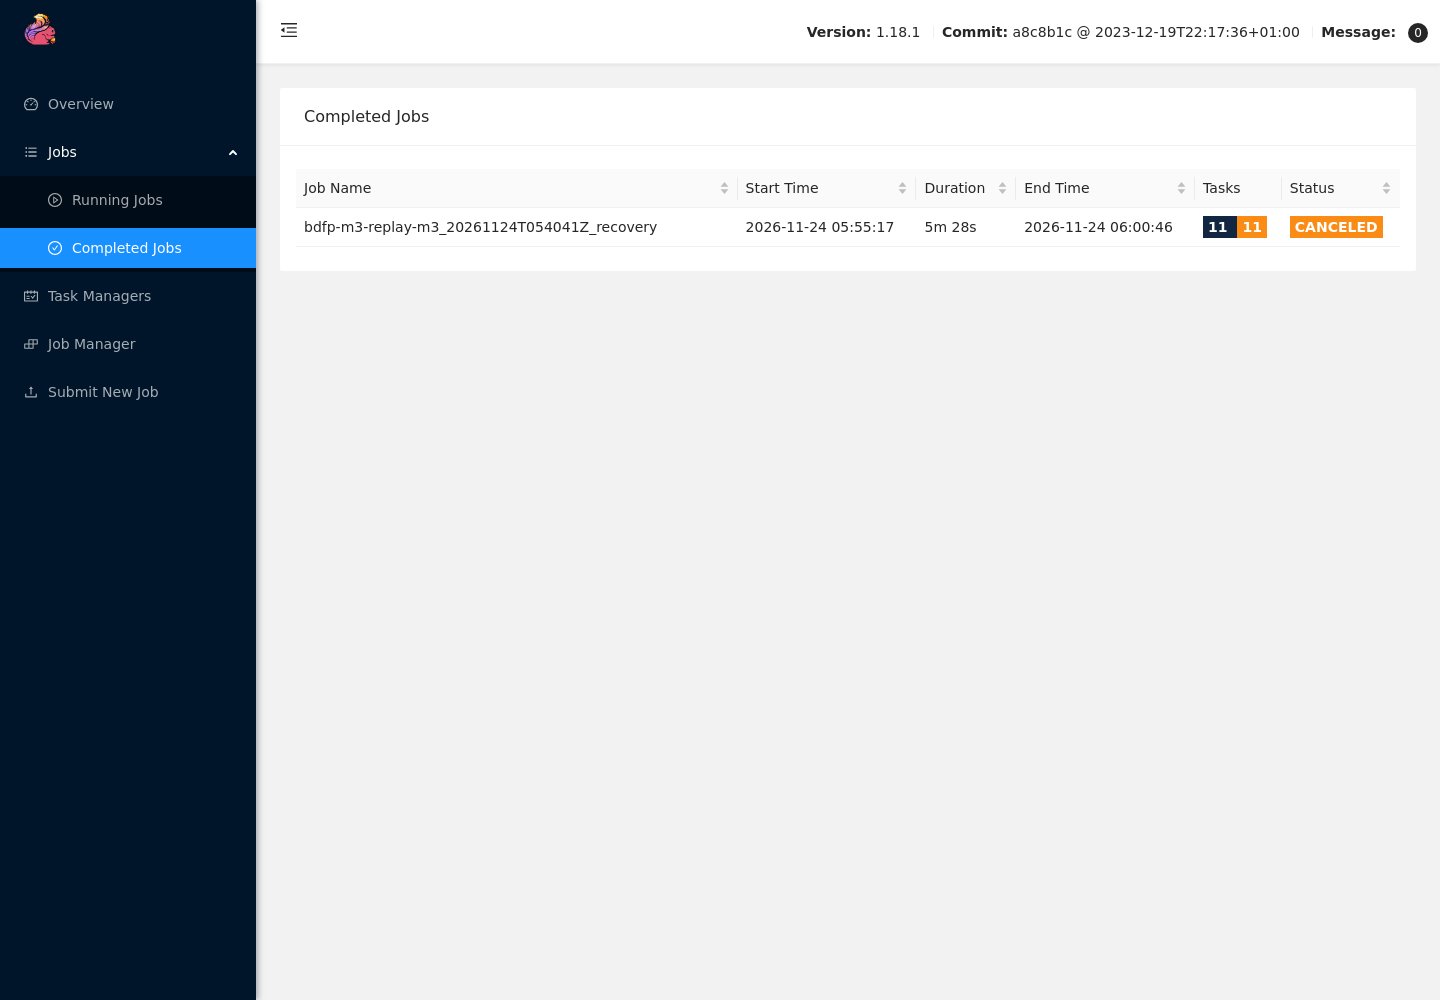 Version: 1.18.1 Commit: a8c8b1c @ 2023-12-19T22:17:36+01:00 Message: 0
Overview
Jobs
Running Jobs
Completed Jobs
Task Managers
Job Manager
Submit New Job
Completed Jobs
Job Name Start Time Duration End Time Tasks Status
bdfp-m3-replay-m3_20261124T054041Z_recovery 2026-11-24 05:55:17 5m 28s 2026-11-24 06:00:46 11 11 CANCELED